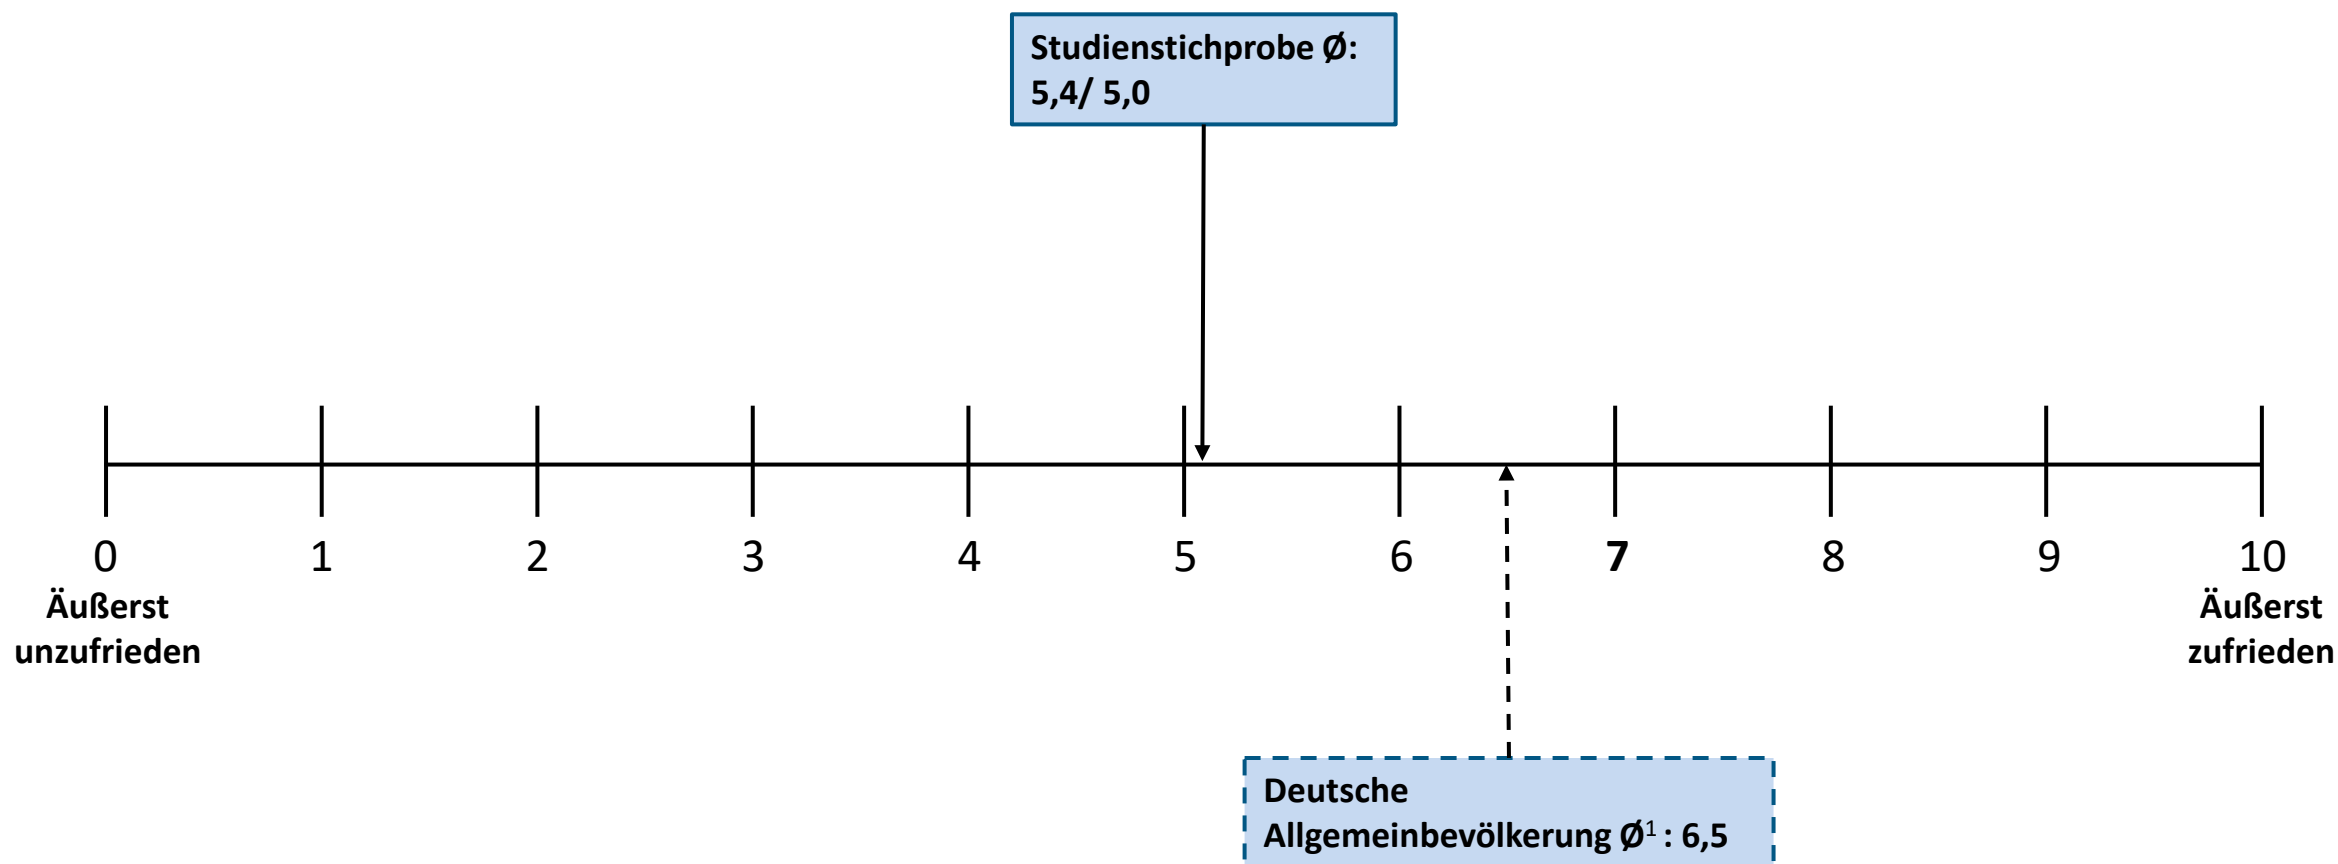 Studienstichprobe Ø:
5,4/ 5,0
0 1 2 3 4 5 6 7 8 9 10
Äußerst
unzufrieden
Äußerst
zufrieden
Deutsche
Allgemeinbevölkerung Ø¹ : 6,5